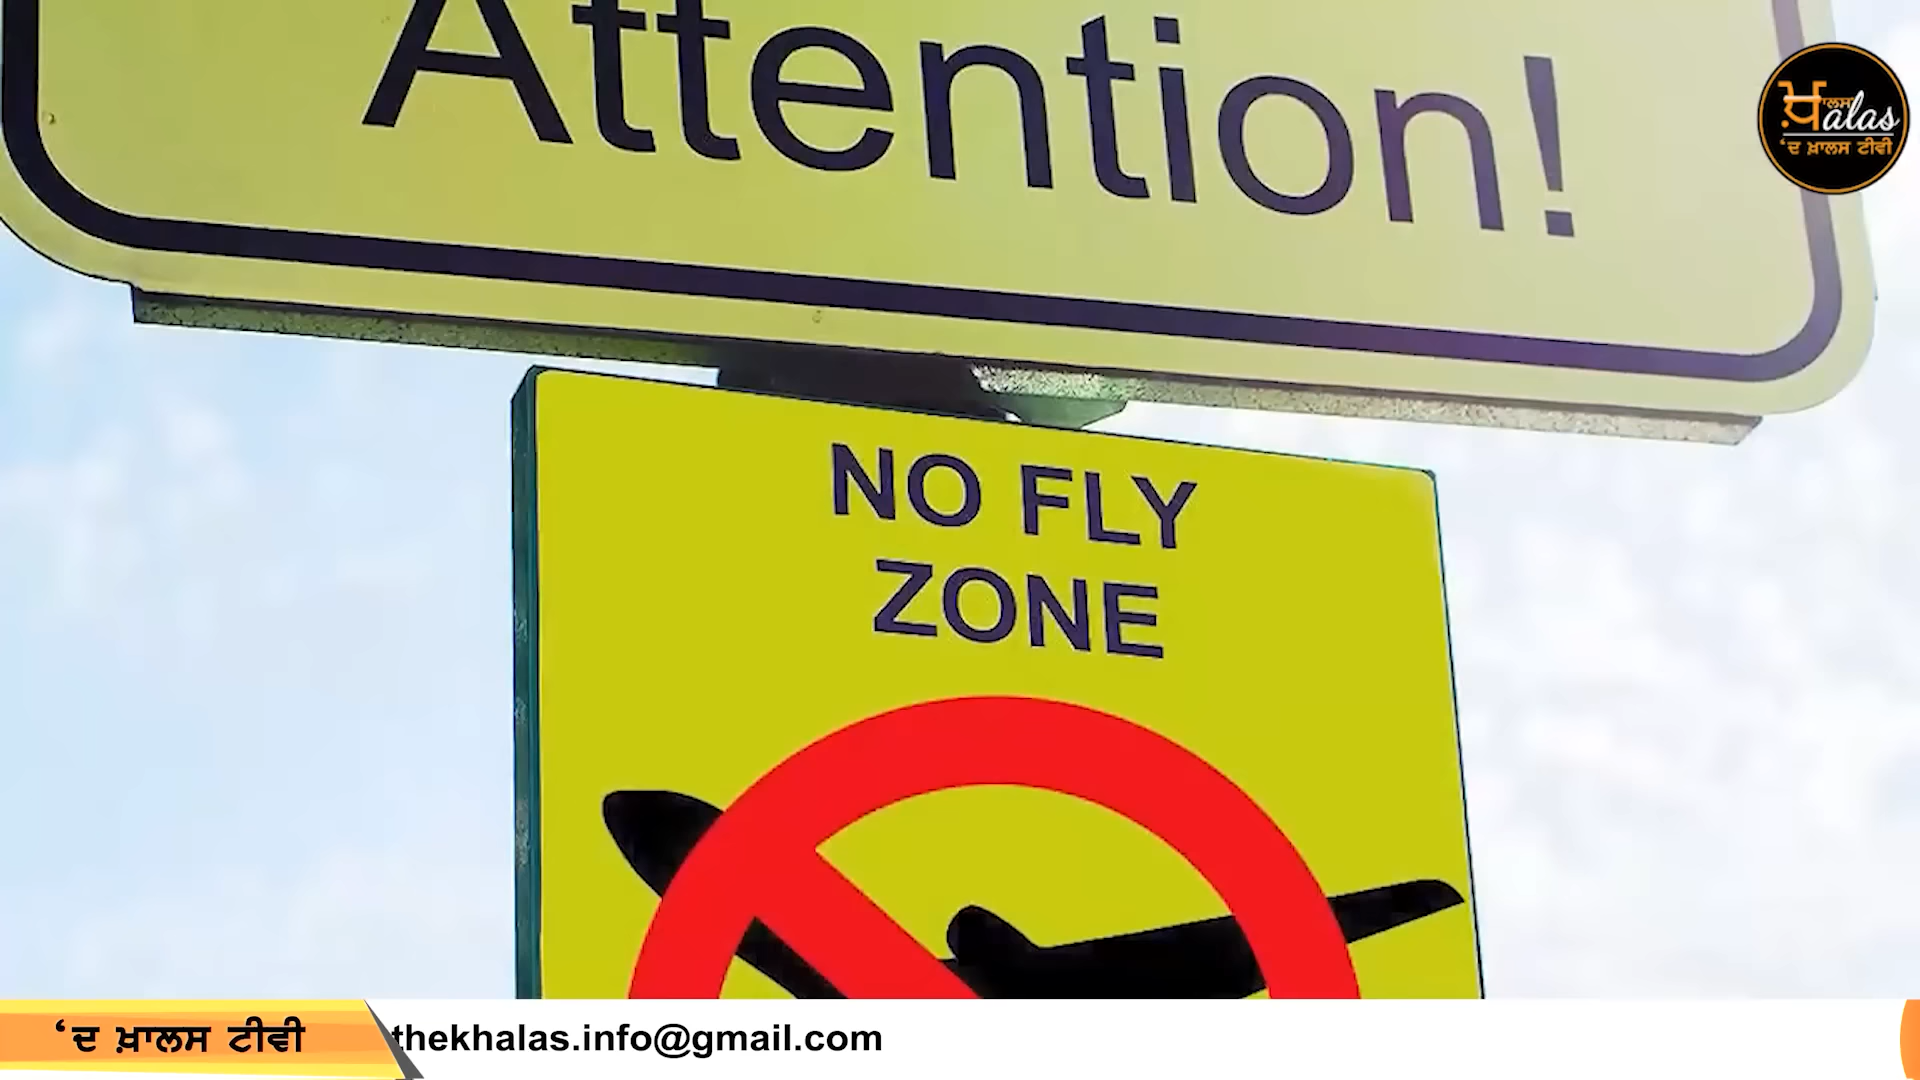 Attention!
ਖ਼ਾਲਸ
alas
‘ਦ ਖ਼ਾਲਸ ਟੀਵੀ
NO FLY
ZONE
‘ਦ ਖ਼ਾਲਸ ਟੀਵੀ
thekhalas.info@gmail.com